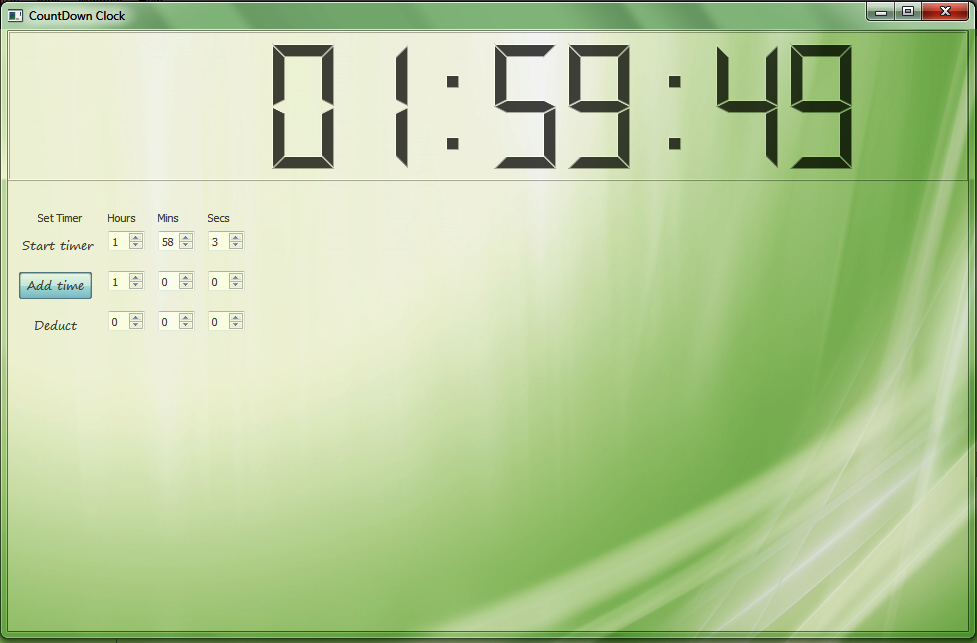 CountDown Clock
01:59:49
Set Timer Hours Mins Secs
Start timer 1 58 3
Add time 1 0 0
Deduct 0 0 0